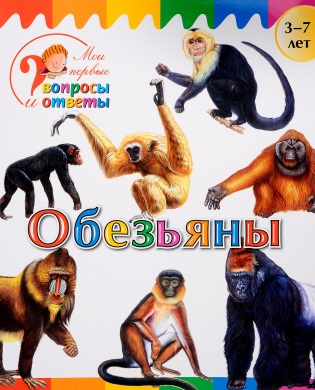 Мои
первые
вопросы
и ответы
3–7
лет
Обезьяны